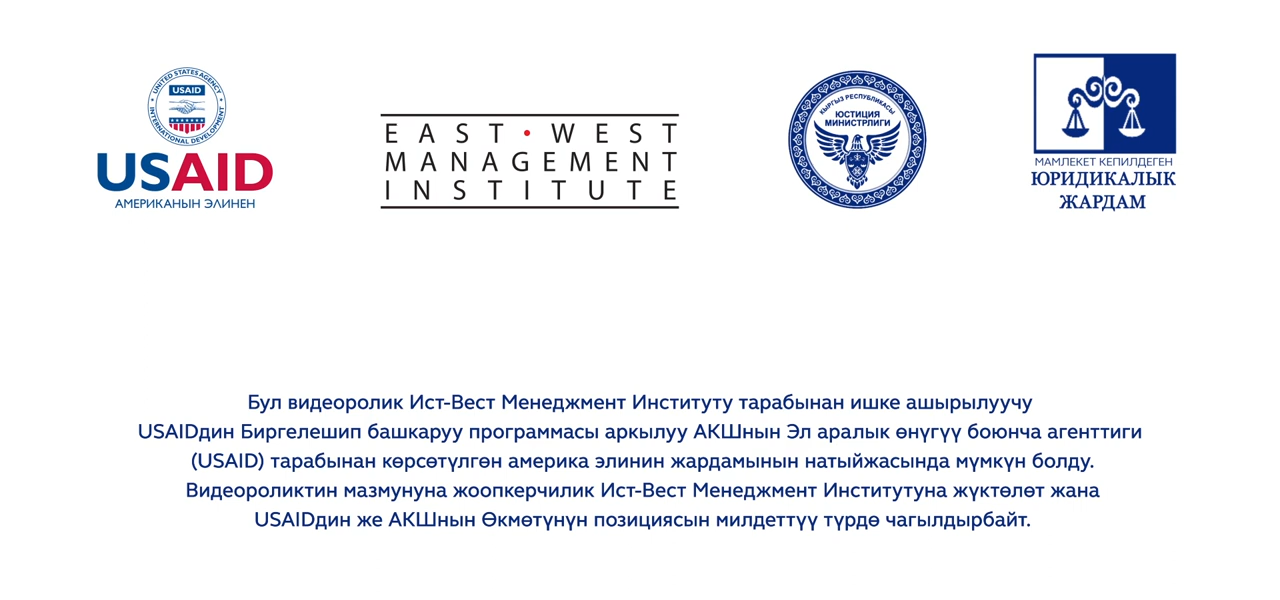 UNITED STATES AGENCY
USAID
INTERNATIONAL DEVELOPMENT
USAID
АМЕРИКАНЫН ЭЛИНЕН
EAST·WEST
MANAGEMENT
INSTITUTE
КЫРГЫЗ РЕСПУБЛИКАСЫ
ЮСТИЦИЯ
МИНИСТРЛИГИ
МАМЛЕКЕТ КЕПИЛДЕГЕН
ЮРИДИКАЛЫК
ЖАРДАМ
Бул видеоролик Ист-Вест Менеджмент Институту тарабынан ишке ашырылуучу
USAIDдин Биргелешип башкаруу программасы аркылуу АКШнын Эл аралык өнүгүү боюнча агенттиги
(USAID) тарабынан көрсөтүлгөн америка элинин жардамынын натыйжасында мүмкүн болду.
Видеороликтин мазмунуна жоопкерчилик Ист-Вест Менеджмент Институтуна жүктөлөт жана
USAIDдин же АКШнын Өкмөтүнүн позициясын милдеттүү түрдө чагылдырбайт.